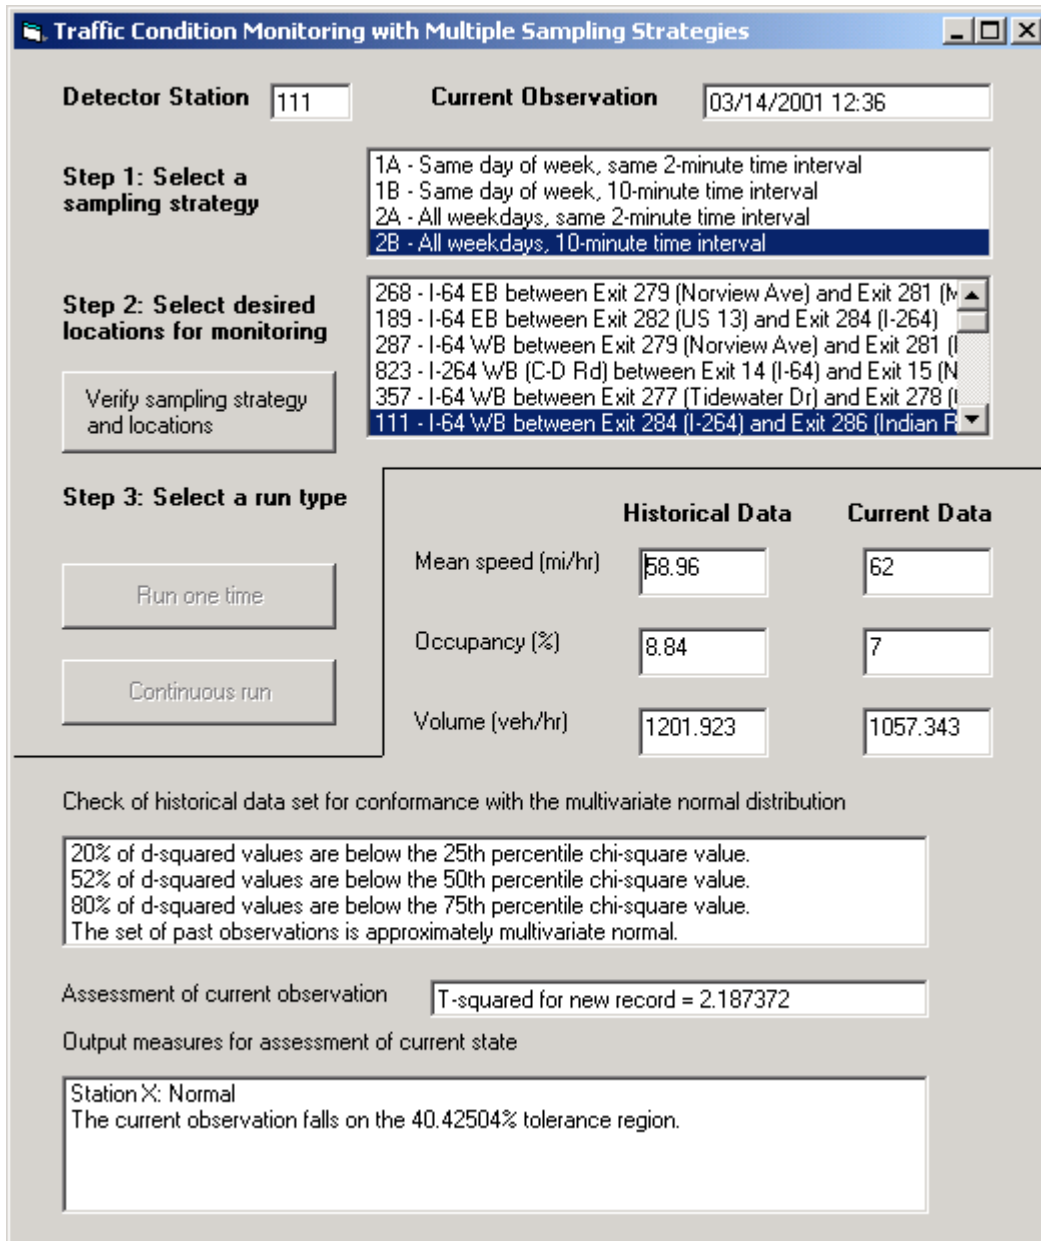 Traffic Condition Monitoring with Multiple Sampling Strategies
Detector Station 111 Current Observation 03/14/2001 12:36
Step 1: Select a sampling strategy
1A - Same day of week, same 2-minute time interval
1B - Same day of week, 10-minute time interval
2A - All weekdays, same 2-minute time interval
2B - All weekdays, 10-minute time interval
Step 2: Select desired locations for monitoring
268 - I-64 EB between Exit 279 (Norview Ave) and Exit 281 (
189 - I-64 EB between Exit 282 (US 13) and Exit 284 (I-264)
287 - I-64 WB between Exit 279 (Norview Ave) and Exit 281 (
823 - I-264 WB (C-D Rd) between Exit 14 (I-64) and Exit 15 (N
357 - I-64 WB between Exit 277 (Tidewater Dr) and Exit 278 (
111 - I-64 WB between Exit 284 (I-264) and Exit 286 (Indian R
Verify sampling strategy
and locations
Step 3: Select a run type
Run one time
Continuous run
Historical Data Current Data
Mean speed (mi/hr) 58.96 62
Occupancy (%) 8.84 7
Volume (veh/hr) 1201.923 1057.343
Check of historical data set for conformance with the multivariate normal distribution
20% of d-squared values are below the 25th percentile chi-square value.
52% of d-squared values are below the 50th percentile chi-square value.
80% of d-squared values are below the 75th percentile chi-square value.
The set of past observations is approximately multivariate normal.
Assessment of current observation T-squared for new record = 2.187372
Output measures for assessment of current state
Station X: Normal
The current observation falls on the 40.42504% tolerance region.